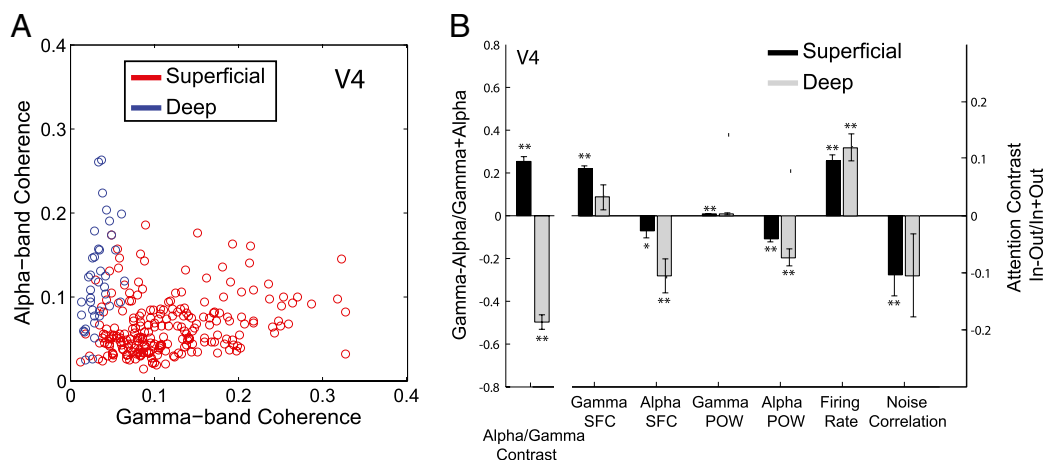 A
0.4
0.3
0.2
0.1
0
0
0.1
0.2
0.3
0.4
Alpha−band Coherence
Gamma−band Coherence
Superficial
Deep
V4
B
0.8
0.6
0.4
0.2
0
-0.2
-0.4
-0.6
-0.8
Gamma-Alpha/Gamma+Alpha
V4
Superficial
Deep
**
**
**
*
**
**
**
**
**
**
**
0.2
0.1
0
-0.1
-0.2
Attention Contrast
In-Out/In+Out
Alpha/Gamma
Contrast
Gamma
SFC
Alpha
SFC
Gamma
POW
Alpha
POW
Firing
Rate
Noise
Correlation